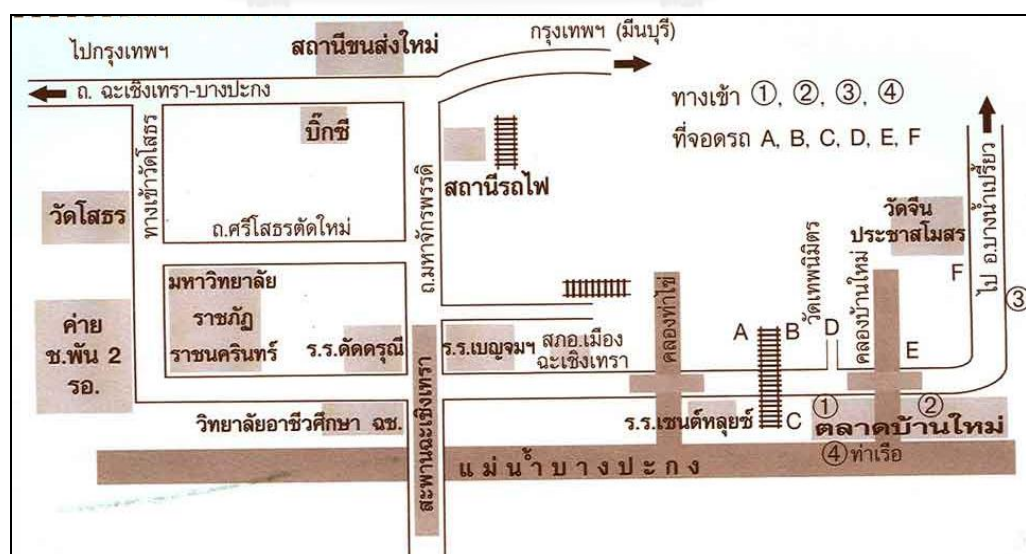 ไปกรุงเทพฯ
สถานีขนส่งใหม่
กรุงเทพฯ (มีนบุรี)
ถ. ฉะเชิงเทรา-บางปะกง
ทางเข้า ①, ②, ③, ④
ที่จอดรถ A, B, C, D, E, F
บิ๊กซี
ทางเข้าวัดโสธร
ถ.มหาจักรพรรดิ
สถานีรถไฟ
วัดโสธร
ถ.ศรีโสธรตัดใหม่
วัดจีน
ประชาสโมสร
ไป อ.บางน้ำเปรี้ยว
F
③
มหาวิทยาลัย
ราชภัฏ
ราชนครินทร์
ค่าย
ช.พัน 2
รอ.
ร.ร.ดัดดรุณี
ร.ร.เบญจมฯ
สภอ.เมือง
ฉะเชิงเทรา
คลองท่าไข่
A
B
วัดเทพนิมิตร
D
คลองบ้านใหม่
E
วิทยาลัยอาชีวศึกษา ฉช.
สะพานฉะเชิงเทรา
ร.ร.เซนต์หลุยซ์
C
①
②
ตลาดบ้านใหม่
④ ท่าเรือ
แม่น้ำบางปะกง